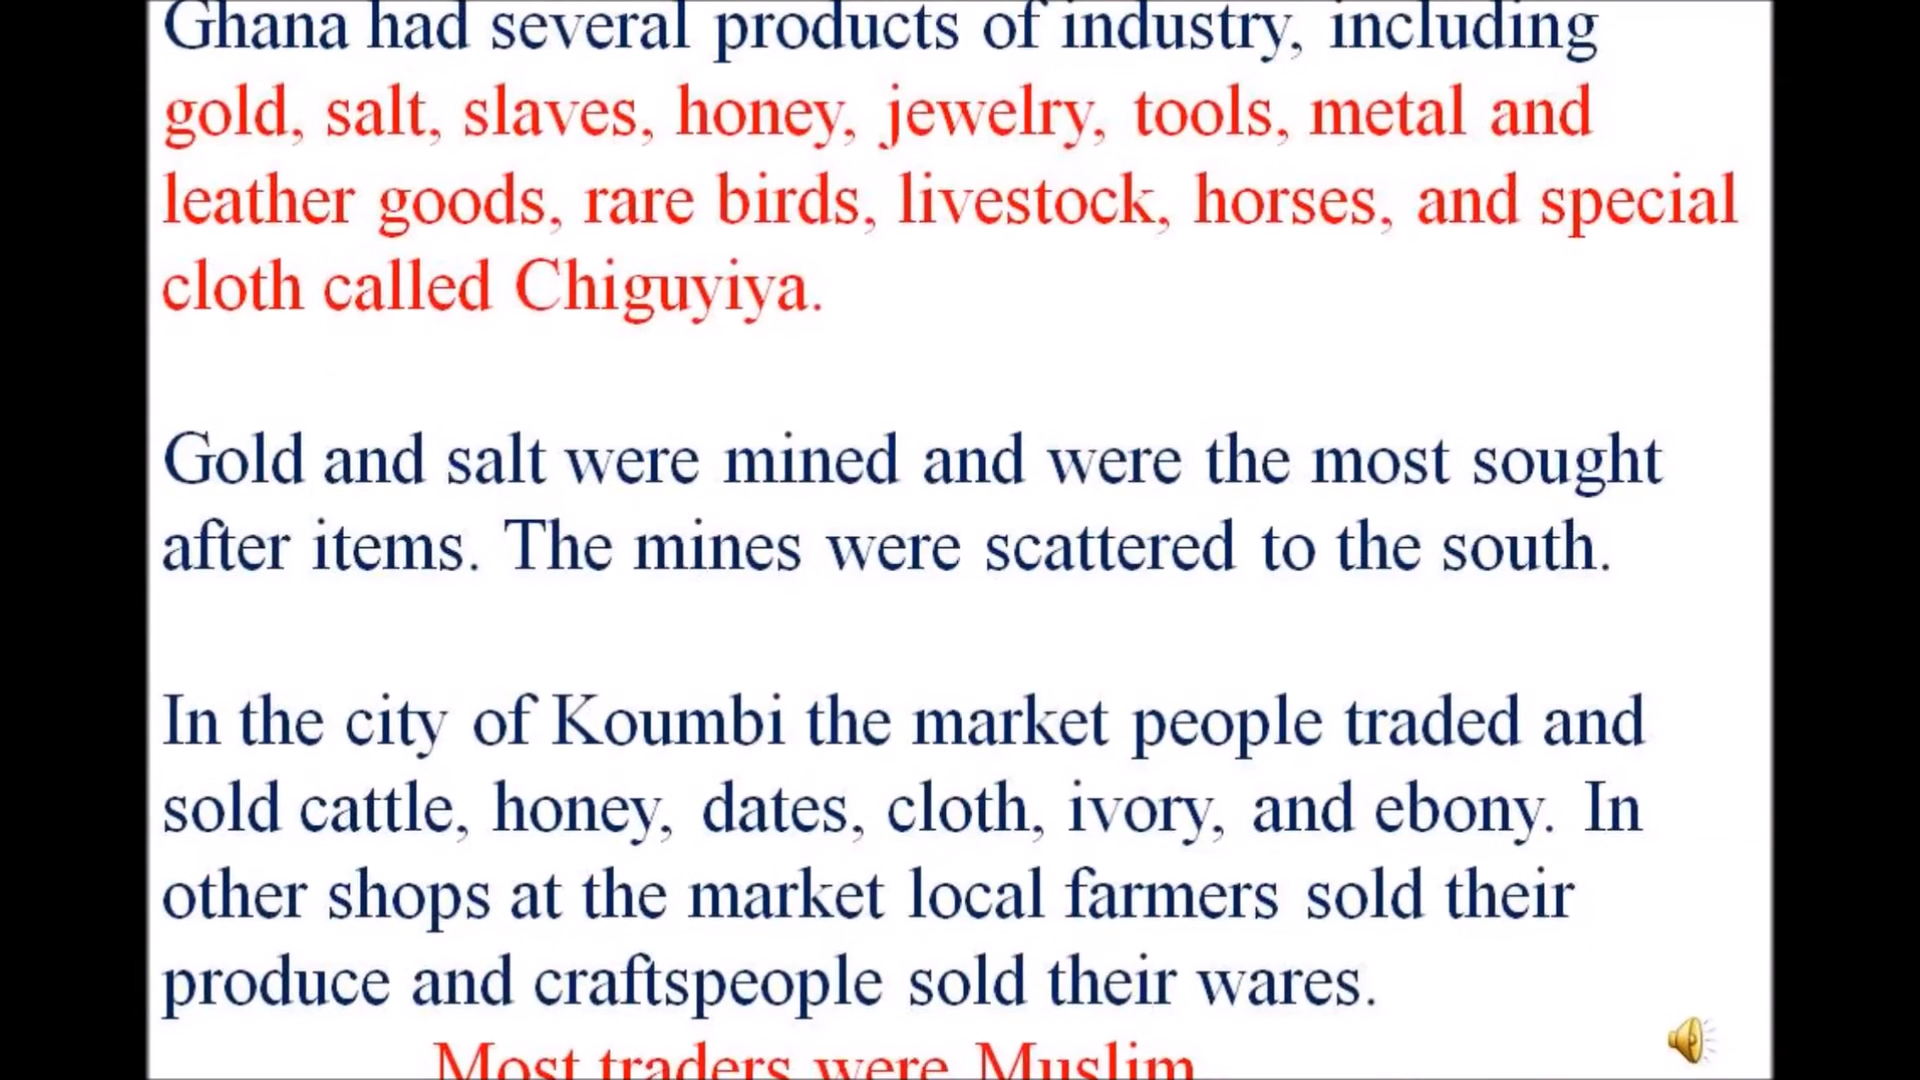 Ghana had several products of industry, including
gold, salt, slaves, honey, jewelry, tools, metal and
leather goods, rare birds, livestock, horses, and special
cloth called Chiguyiya.
Gold and salt were mined and were the most sought
after items. The mines were scattered to the south.
In the city of Koumbi the market people traded and
sold cattle, honey, dates, cloth, ivory, and ebony. In
other shops at the market local farmers sold their
produce and craftspeople sold their wares.
Most traders were Muslim